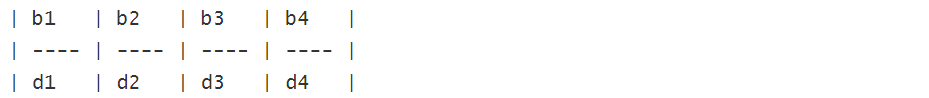 | b1   | b2   | b3   | b4   |
| ---- | ---- | ---- | ---- |
| d1   | d2   | d3   | d4   |